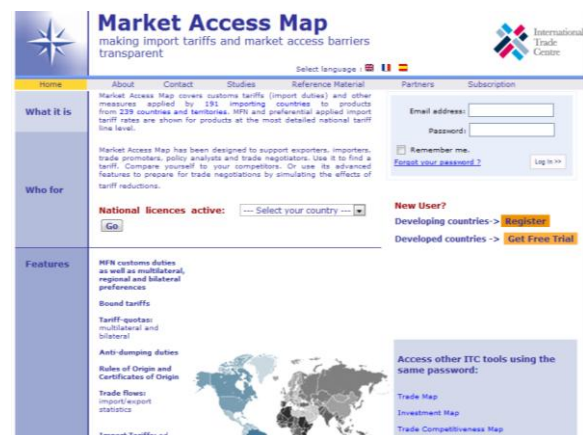 Market Access Map
making import tariffs and market access barriers
transparent
International
Trade
Centre
Select language :
Home
About
Contact
Studies
Reference Material
Partners
Subscription
What it is
Market Access Map covers customs tariffs (import duties) and other
measures applied by 191 importing countries to products
from 239 countries and territories. MFN and preferential applied import
tariff rates are shown for products at the most detailed national tariff
line level.
Who for
Market Access Map has been designed to support exporters, importers,
trade promoters, policy analysts and trade negotiators. Use it to find a
tariff. Compare yourself to your competitors. Or use its advanced
features to prepare for trade negotiations by simulating the effects of
tariff reductions.
National licences active:
--- Select your country ---
Go
Email address:
Password:
Remember me.
Forgot your password ?
Log In >>
New User?
Developing countries-> Register
Developed countries -> Get Free Trial
Features
MFN customs duties
as well as multilateral,
regional and bilateral
preferences
Bound tariffs
Tariff-quotas:
multilateral and
bilateral
Anti-dumping duties
Rules of Origin and
Certificates of Origin
Trade flows:
import/export
statistics
Access other ITC tools using the
same password:
Trade Map
Investment Map
Trade Competitiveness Map